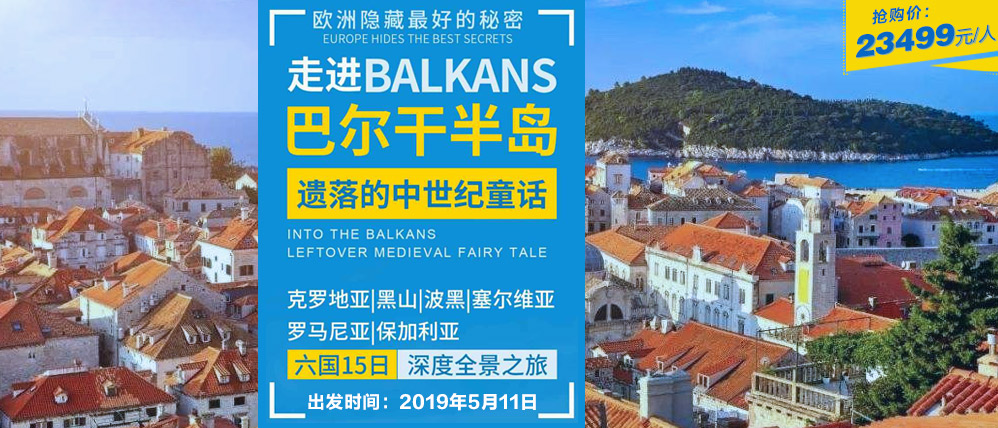 欧洲隐藏最好的秘密
EUROPE HIDES THE BEST SECRETS
走进BALKANS
巴尔干半岛
遗落的中世纪童话
INTO THE BALKANS
LEFTOVER MEDIEVAL FAIRY TALE
克罗地亚|黑山|波黑|塞尔维亚
罗马尼亚|保加利亚
六国15日 深度全景之旅
出发时间：2019年5月11日
抢购价：
23499元/人